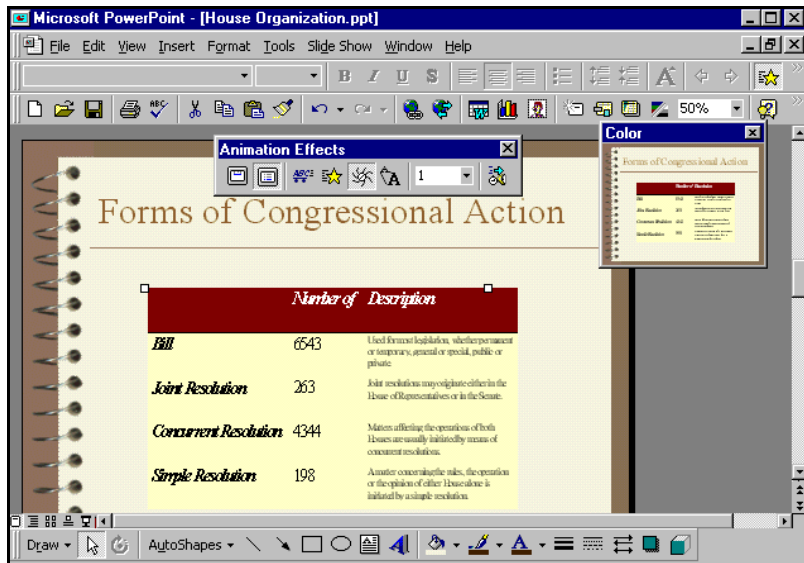 Microsoft PowerPoint - [House Organization.ppt]
File Edit View Insert Format Tools Slide Show Window Help
B I U S
ABC 50%
Color
Animation Effects
1
Forms of Congressional Action
Forms of Congressional Action
Number of Description
Bill 6543 Used for most legislation, whether permanent
or temporary, general or special, public or
private.
Joint Resolution 263 Joint resolutions may originate either in the
House of Representatives or in the Senate.
Concurrent Resolution 4344 Matters affecting the operations of both
Houses are usually initiated by means of
concurrent resolutions.
Simple Resolution 198 A matter concerning the rules, the operation
or the opinion of either House alone is
initiated by a simple resolution.
Draw AutoShapes